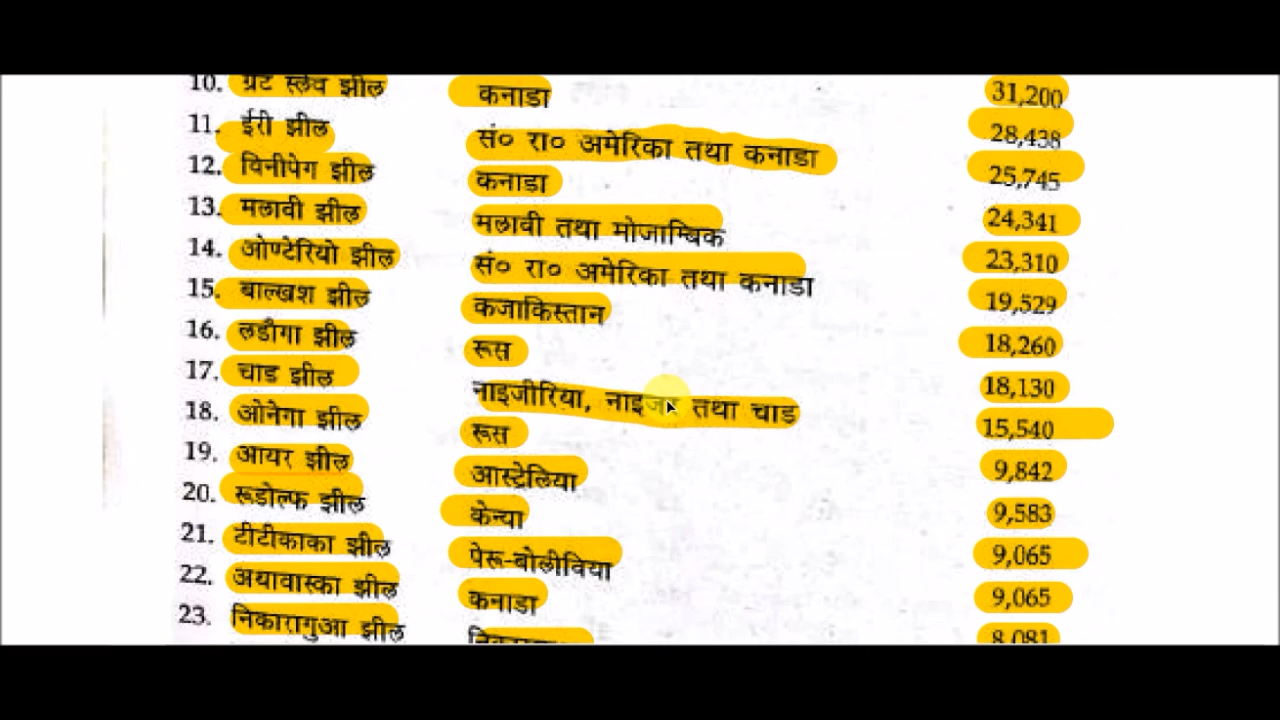 10. ग्रेट स्लेव झील कनाडा 31,200
11. ईरी झील सं० रा० अमेरिका तथा कनाडा 28,438
12. विनीपेग झील कनाडा 25,745
13. मलावी झील मलावी तथा मोजाम्बिक 24,341
14. ओण्टेरियो झील सं० रा० अमेरिका तथा कनाडा 23,310
15. बाल्खश झील कजाकिस्तान 19,529
16. लडौगा झील रूस 18,260
17. चाड झील नाइजीरिया, नाइजर तथा चाड 18,130
18. ओनेगा झील रूस 15,540
19. आयर झील आस्ट्रेलिया 9,842
20. रूडोल्फ झील केन्या 9,583
21. टीटीकाका झील पेरू-बोलीविया 9,065
22. अथावास्का झील कनाडा 9,065
23. निकारागुआ झील 8,081